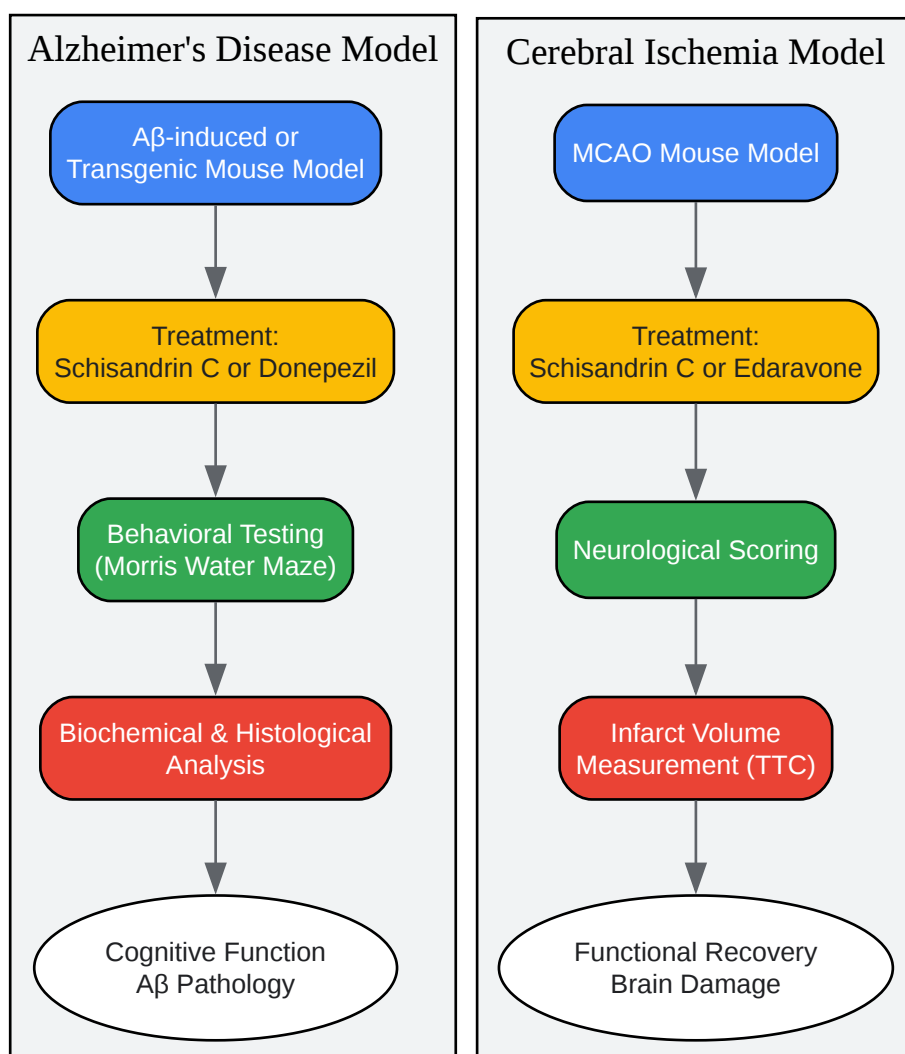 Alzheimer's Disease Model
Aβ-induced or
Transgenic Mouse Model
Treatment:
Schisandrin C or Donepezil
Behavioral Testing
(Morris Water Maze)
Biochemical & Histological
Analysis
Cognitive Function
Aβ Pathology
Cerebral Ischemia Model
MCAO Mouse Model
Treatment:
Schisandrin C or Edaravone
Neurological Scoring
Infarct Volume
Measurement (TTC)
Functional Recovery
Brain Damage